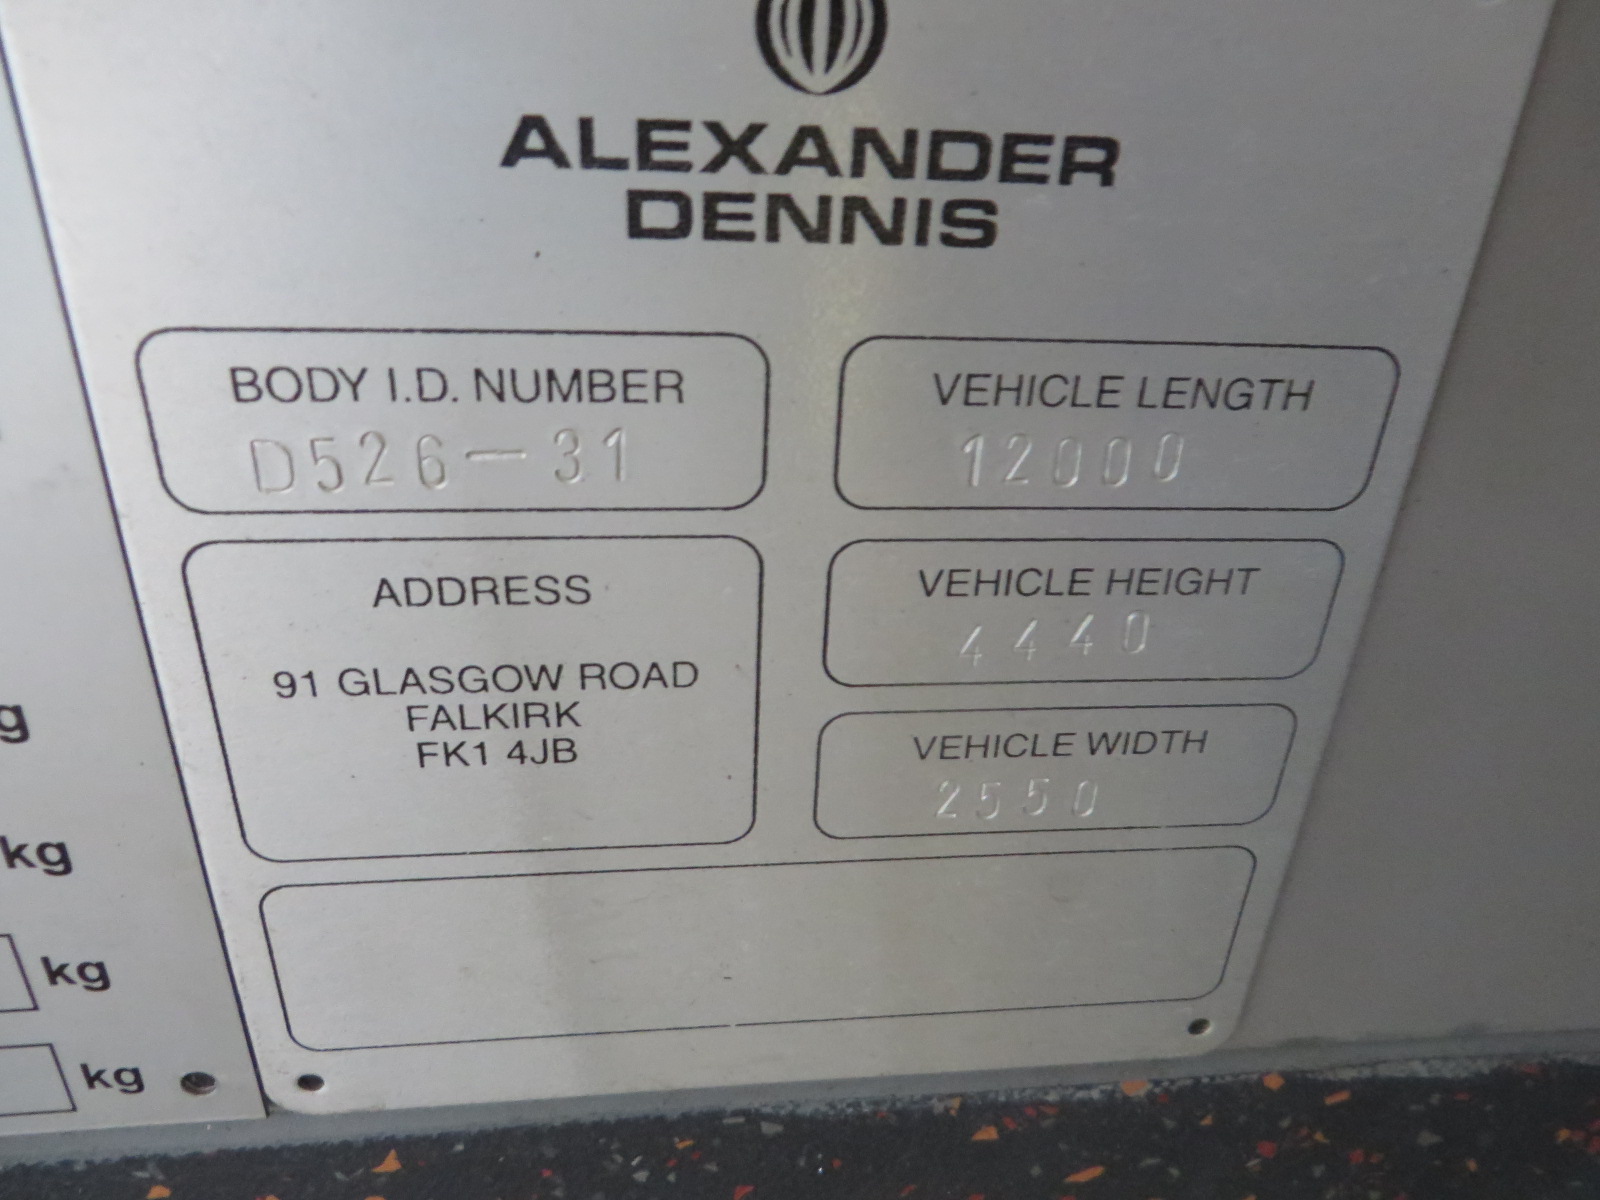 ALEXANDER
DENNIS
BODY I.D. NUMBER
D526-31
VEHICLE LENGTH
12000
ADDRESS
91 GLASGOW ROAD
FALKIRK
FK1 4JB
VEHICLE HEIGHT
4440
VEHICLE WIDTH
2550
g
kg
kg
kg